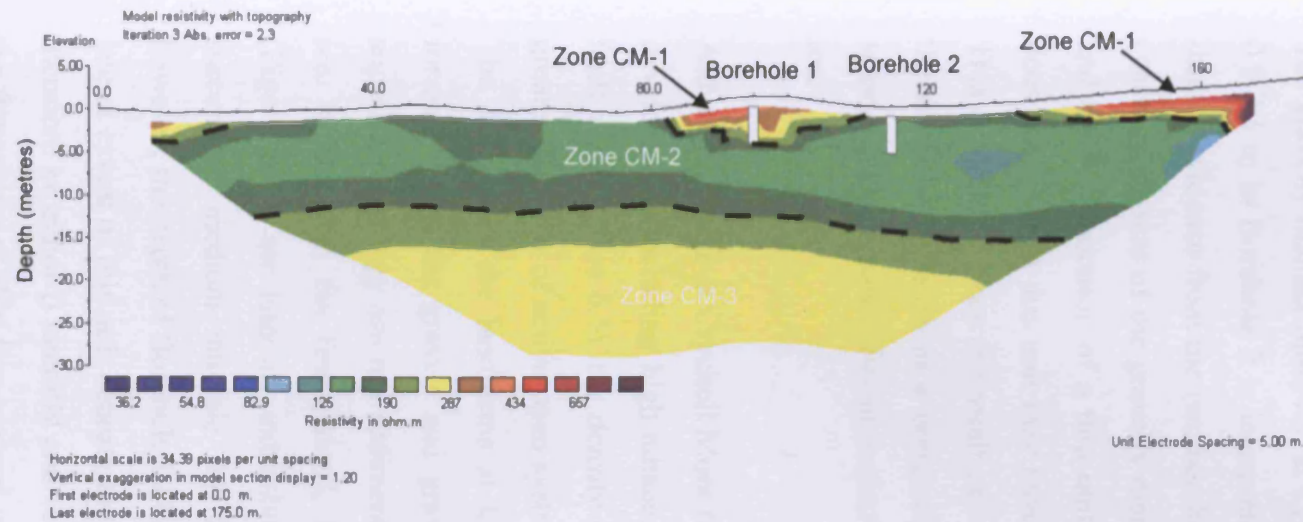 Model resistivity with topography
Iteration 3 Abs. error = 2.3
Elevation
5.00
0.0
-5.00
-10.0
-15.0
-20.0
-25.0
-30.0
Depth (metres)
0.0
40.0
80.0
120
160
Zone CM-1
Borehole 1
Borehole 2
Zone CM-1
Zone CM-2
Zone CM-3
36.2 54.8 82.9 125 190 287 434 657
Resistivity in ohm.m
Unit Electrode Spacing = 5.00 m.
Horizontal scale is 34.39 pixels per unit spacing
Vertical exaggeration in model section display = 1.20
First electrode is located at 0.0 m.
Last electrode is located at 175.0 m.